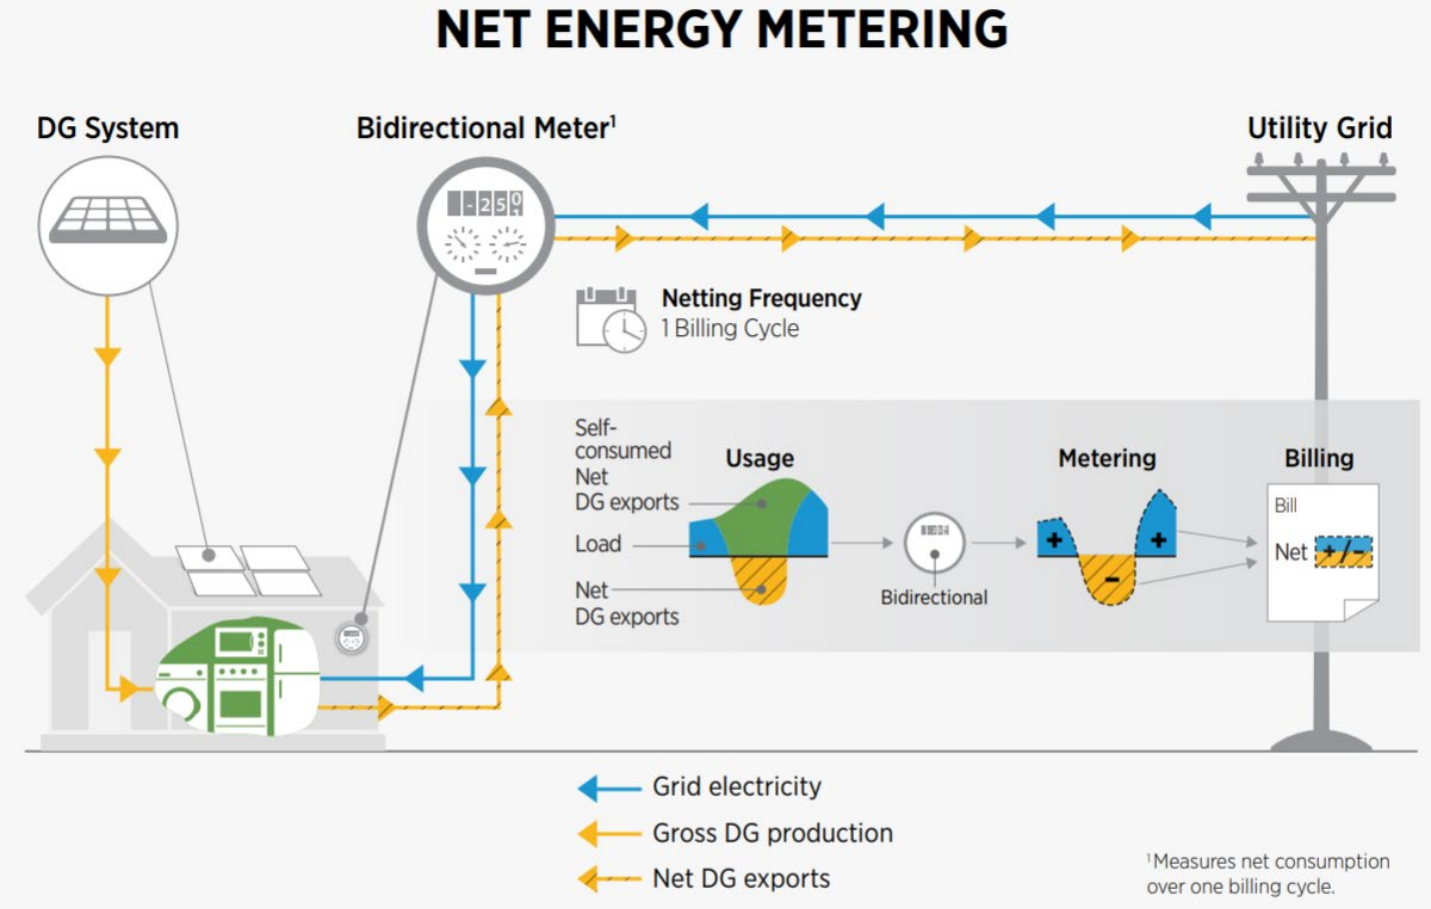 NET ENERGY METERING
DG System
Bidirectional Meter¹
Utility Grid
Netting Frequency
1 Billing Cycle
Self-
consumed
Net
DG exports
Load
Net
DG exports
Usage
Bidirectional
Metering
+
+
-
Billing
Bill
Net +/-
Grid electricity
Gross DG production
Net DG exports
¹Measures net consumption
over one billing cycle.